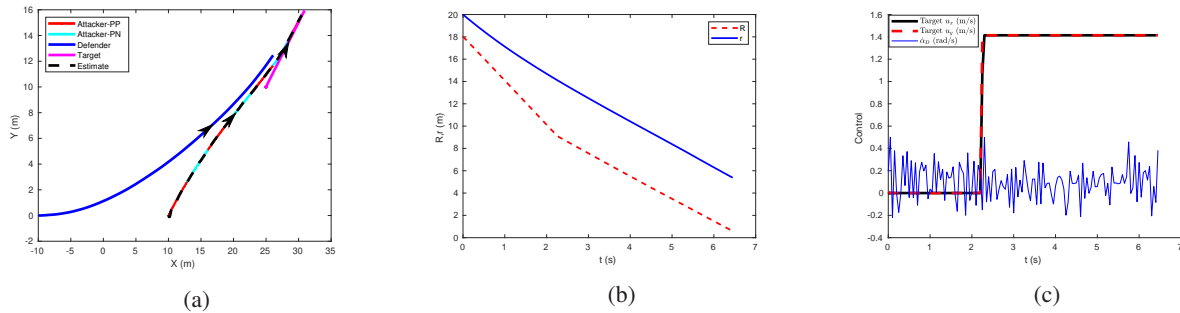 16
14
12
10
8
6
4
2
0
-2
Y (m)
-10 -5 0 5 10 15 20 25 30 35
X (m)
Attacker-PP
Attacker-PN
Defender
Target
Estimate
(a)
20
18
16
14
12
10
8
6
4
2
0
R,r (m)
0 1 2 3 4 5 6 7
t (s)
R
r
(b)
1.6
1.4
1.2
1
0.8
0.6
0.4
0.2
0
-0.2
-0.4
Control
0 1 2 3 4 5 6 7
t (s)
Target (m/s)
Target (m/s)
α̇_D (rad/s)
(c)